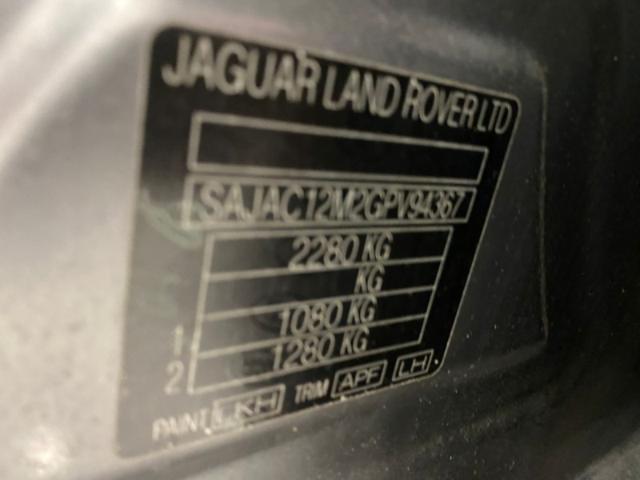 JAGUAR LAND ROVER LTD
SAJAC12M2GPV94367
2280 KG
KG
1 1080 KG
2 1280 KG
PAINT LKH TRIM APF LH